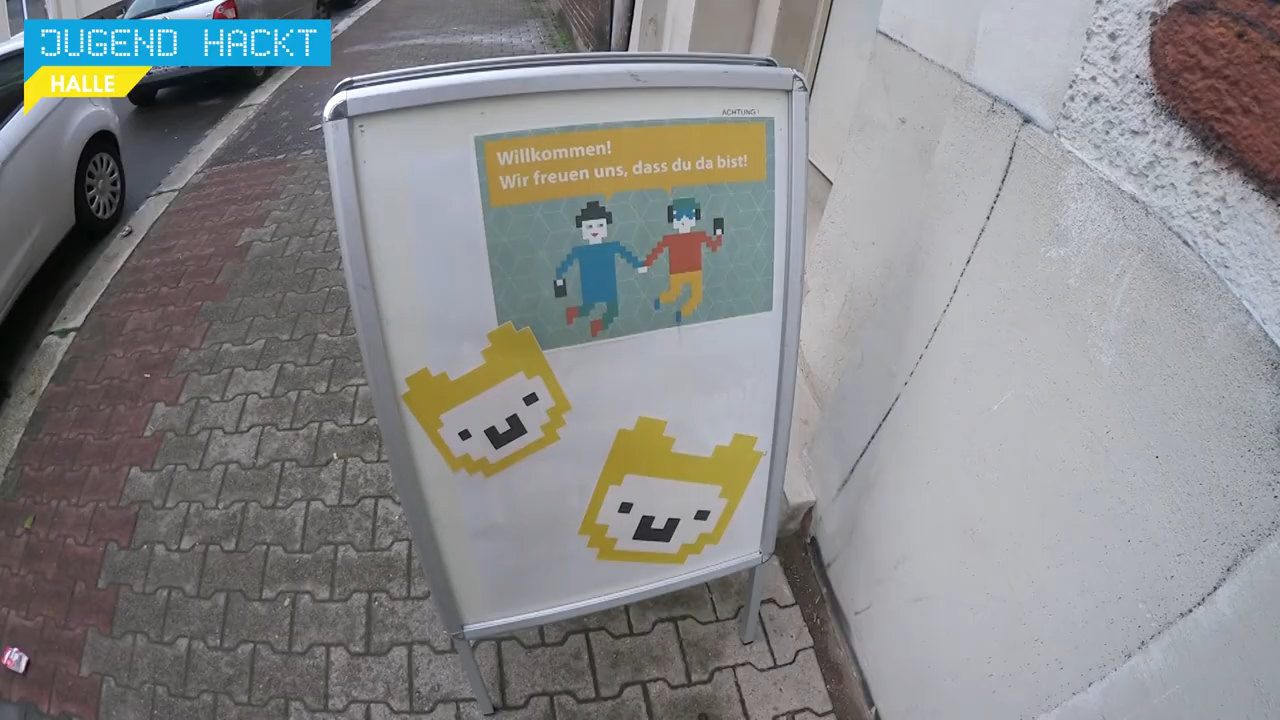 JUGEND HACKT
HALLE
ACHTUNG!
Willkommen!
Wir freuen uns, dass du da bist!